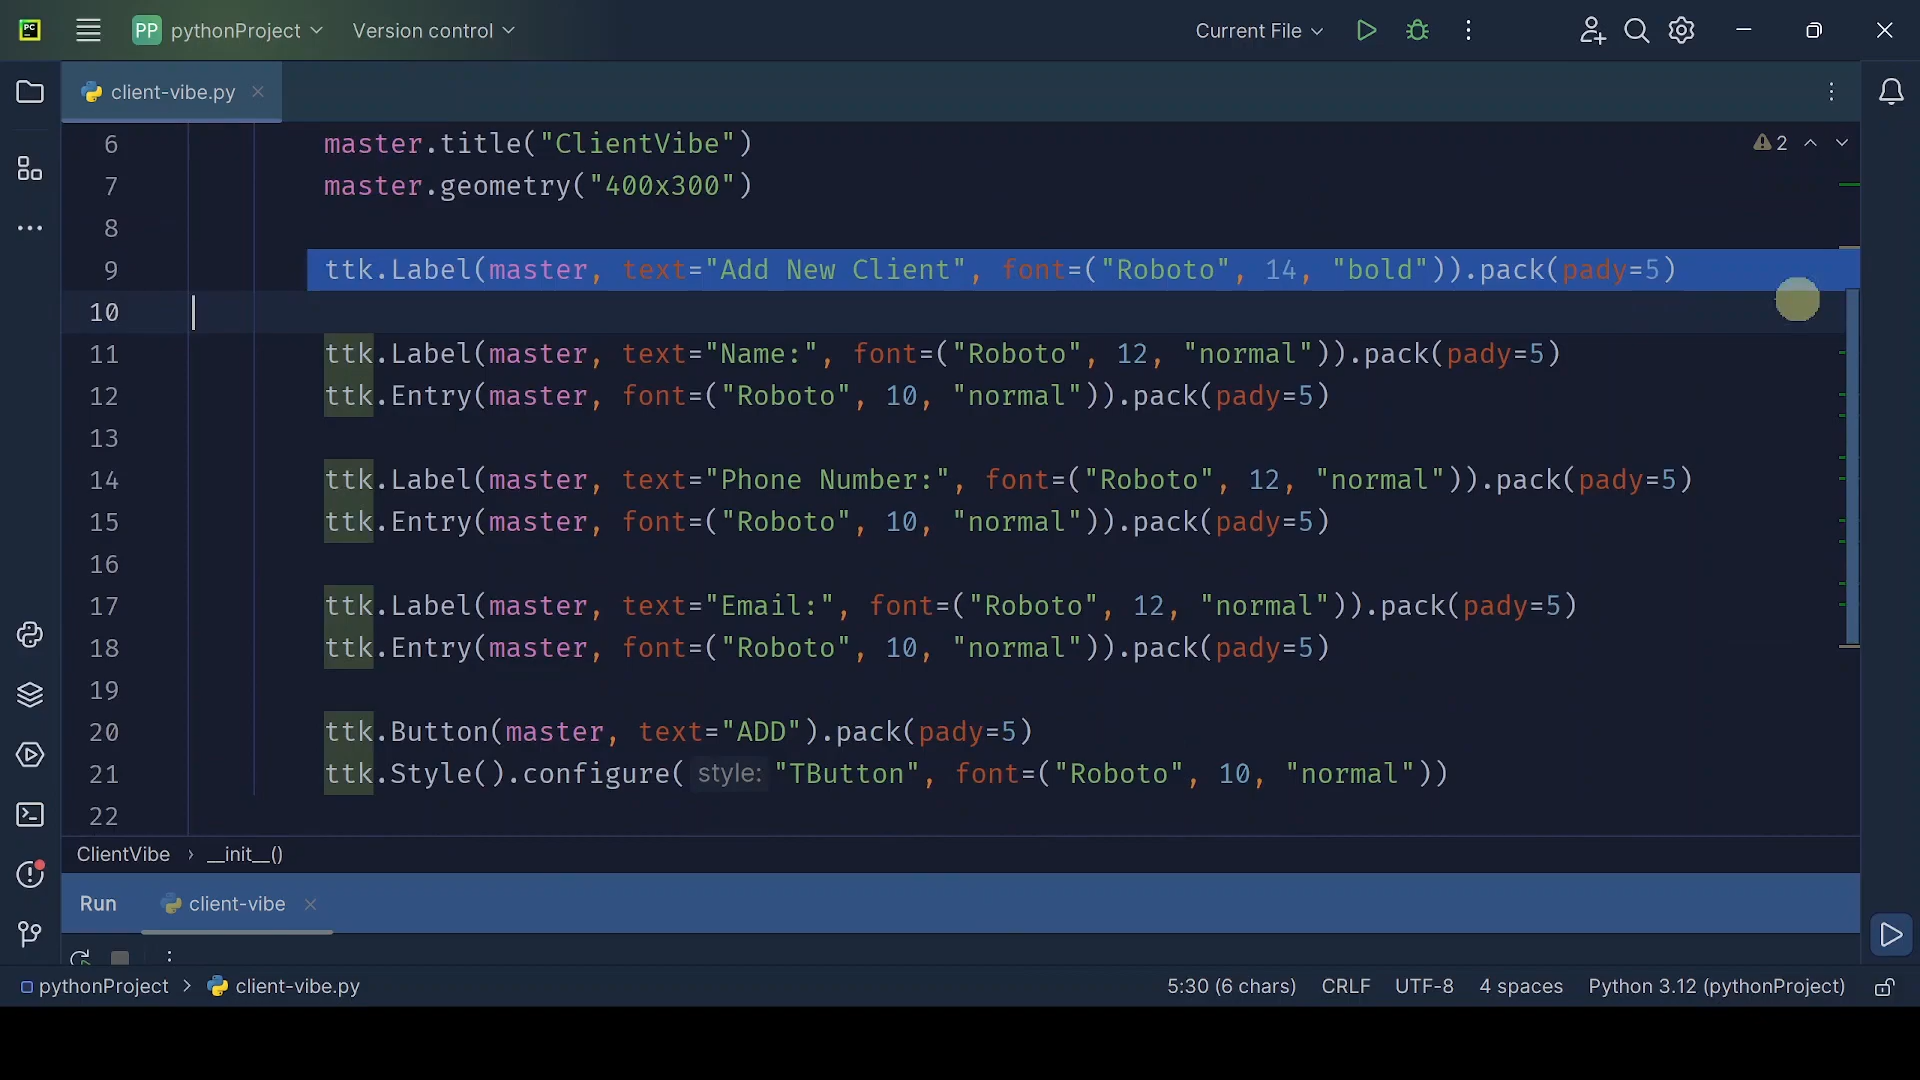 PC PP pythonProject Version control Current File
client-vibe.py
6 master.title("ClientVibe")
2
7 master.geometry("400x300")
8
9 ttk.Label(master, text="Add New Client", font=("Roboto", 14, "bold")).pack(pady=5)
10
11 ttk.Label(master, text="Name:", font=("Roboto", 12, "normal")).pack(pady=5)
12 ttk.Entry(master, font=("Roboto", 10, "normal")).pack(pady=5)
13
14 ttk.Label(master, text="Phone Number:", font=("Roboto", 12, "normal")).pack(pady=5)
15 ttk.Entry(master, font=("Roboto", 10, "normal")).pack(pady=5)
16
17 ttk.Label(master, text="Email:", font=("Roboto", 12, "normal")).pack(pady=5)
18 ttk.Entry(master, font=("Roboto", 10, "normal")).pack(pady=5)
19
20 ttk.Button(master, text="ADD").pack(pady=5)
21 ttk.Style().configure( style: "TButton", font=("Roboto", 10, "normal"))
22
ClientVibe › __init__()
Run client-vibe
pythonProject > client-vibe.py 5:30 (6 chars) CRLF UTF-8 4 spaces Python 3.12 (pythonProject)